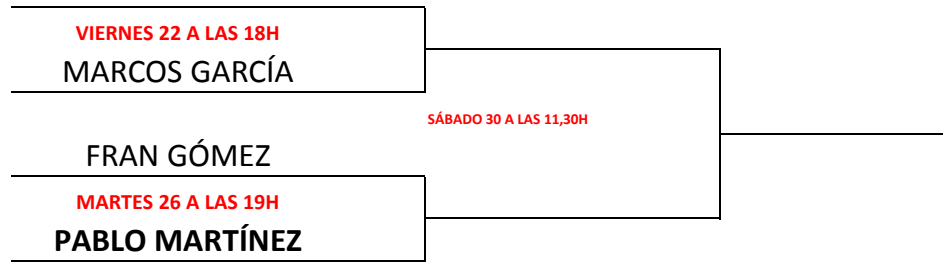 VIERNES 22 A LAS 18H
MARCOS GARCÍA
SÁBADO 30 A LAS 11,30H
FRAN GÓMEZ
MARTES 26 A LAS 19H
PABLO MARTÍNEZ